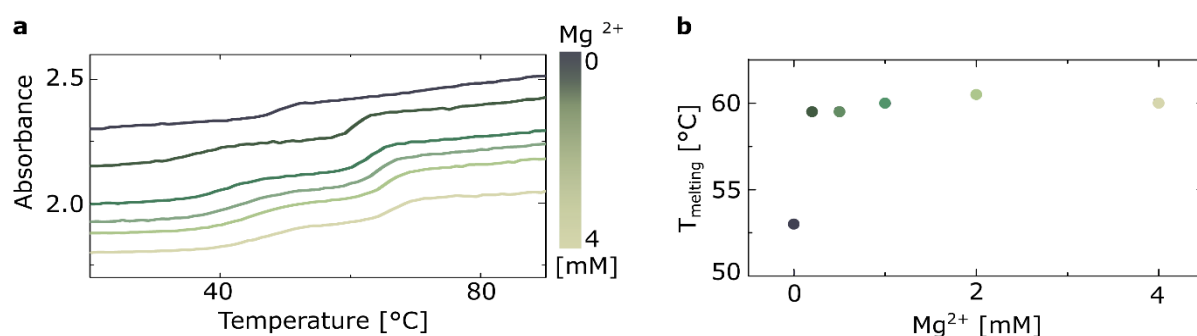 a
Absorbance
2.5
2.0
40
80
Temperature [°C]
Mg 2+
0
4
[mM]
b
T melting [°C]
60
55
50
0
2
4
Mg2+ [mM]